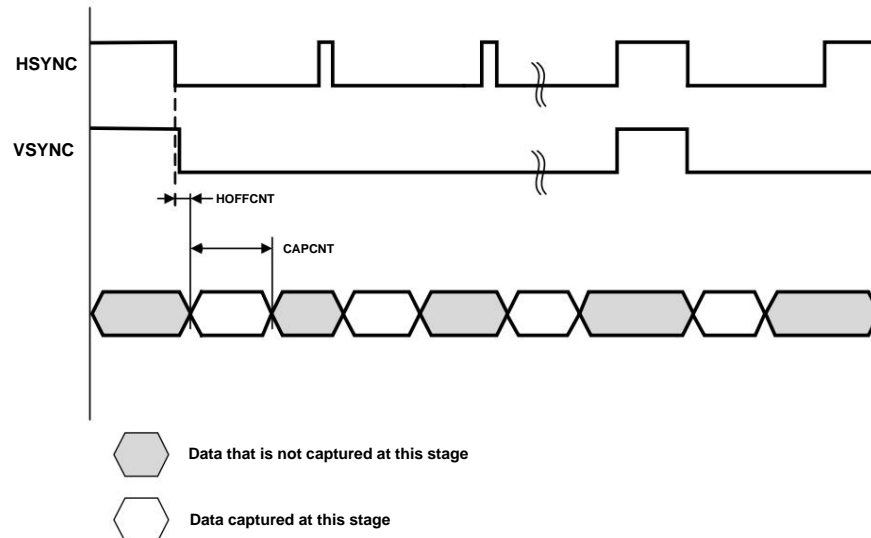 HSYNC
VSYNC
HOFFCNT
CAPCNT
Data that is not captured at this stage
Data captured at this stage